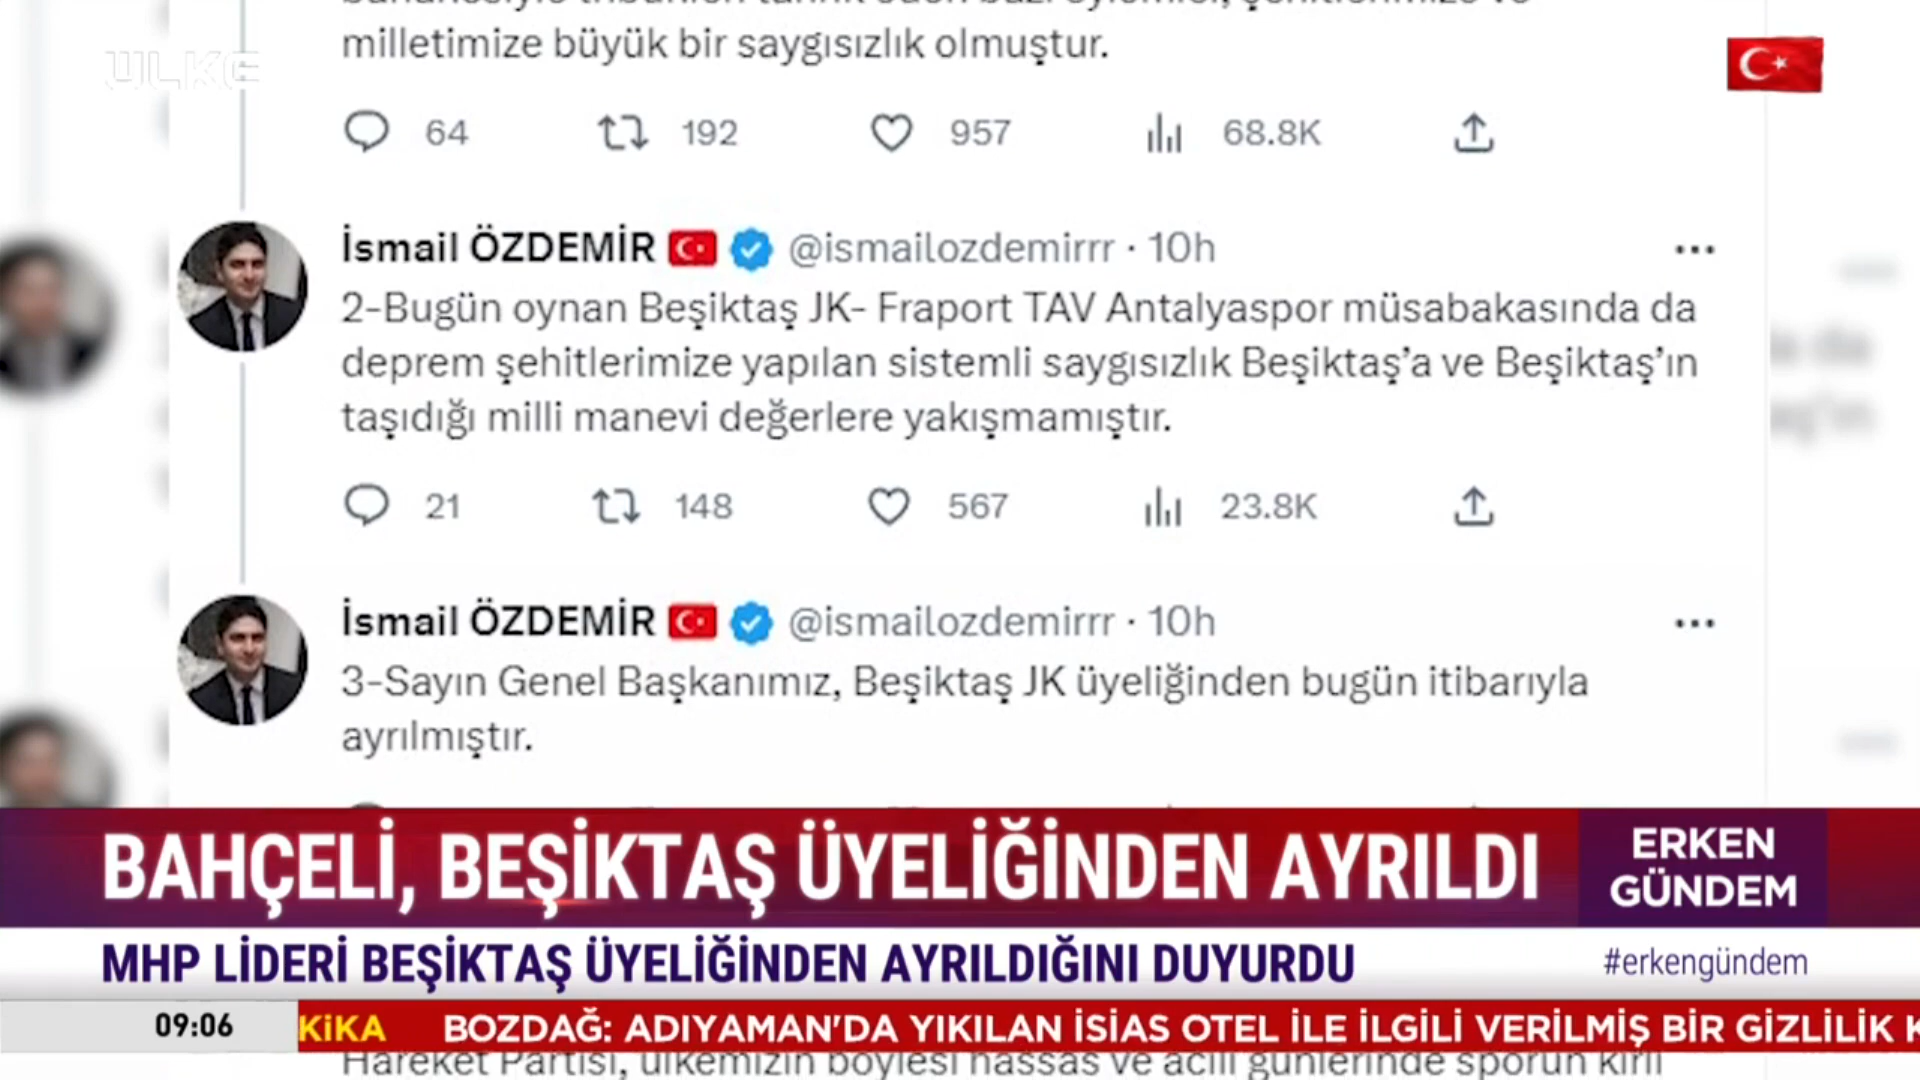 milletimize büyük bir saygısızlık olmuştur.
ÜLKE
64 192 957 68.8K
İsmail ÖZDEMİR @ismailozdemirrr · 10h
2-Bugün oynan Beşiktaş JK- Fraport TAV Antalyaspor müsabakasında da
deprem şehitlerimize yapılan sistemli saygısızlık Beşiktaş'a ve Beşiktaş'ın
taşıdığı milli manevi değerlere yakışmamıştır.
21 148 567 23.8K
İsmail ÖZDEMİR @ismailozdemirrr · 10h
3-Sayın Genel Başkanımız, Beşiktaş JK üyeliğinden bugün itibarıyla
ayrılmıştır.
BAHÇELİ, BEŞİKTAŞ ÜYELİĞİNDEN AYRILDI
ERKEN
GÜNDEM
MHP LİDERİ BEŞİKTAŞ ÜYELİĞİNDEN AYRILDIĞINI DUYURDU
#erkengündem
09:06 KİKA BOZDAĞ: ADIYAMAN'DA YIKILAN İSİAS OTEL İLE İLGİLİ VERİLMİŞ BİR GİZLİLİK
Hareket Partisi, ülkemizin böylesi hassas ve acılı günlerinde sporun kirli